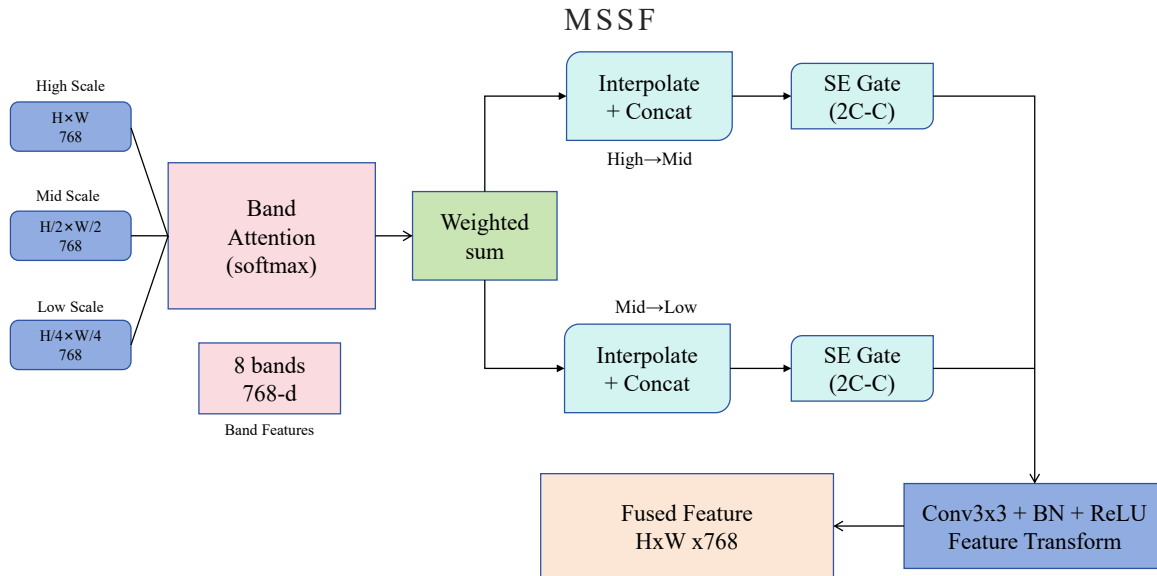 MSSF
High Scale
H×W
768
Mid Scale
H/2×W/2
768
Low Scale
H/4×W/4
768
Band
Attention
(softmax)
8 bands
768-d
Band Features
Weighted
sum
Interpolate
+ Concat
High→Mid
SE Gate
(2C-C)
Mid→Low
Interpolate
+ Concat
SE Gate
(2C-C)
Conv3x3 + BN + ReLU
Feature Transform
Fused Feature
HxW x768